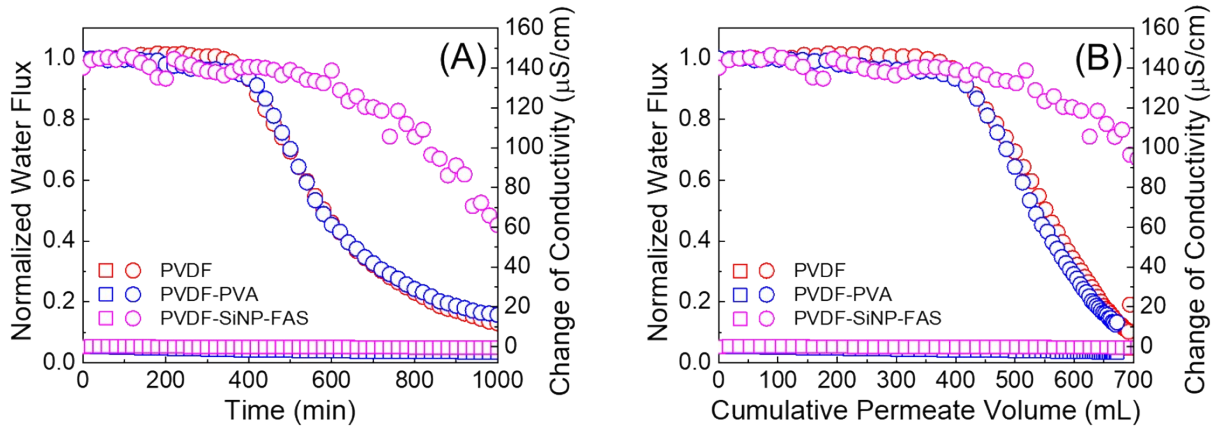 (A)
Normalized Water Flux
1.0
0.8
0.6
0.4
0.2
0.0
160
140
120
100
80
60
40
20
0
Change of Conductivity (µS/cm)
PVDF
PVDF-PVA
PVDF-SiNP-FAS
0 200 400 600 800 1000
Time (min)
(B)
Normalized Water Flux
1.0
0.8
0.6
0.4
0.2
0.0
160
140
120
100
80
60
40
20
0
Change of Conductivity (µS/cm)
PVDF
PVDF-PVA
PVDF-SiNP-FAS
0 100 200 300 400 500 600 700
Cumulative Permeate Volume (mL)